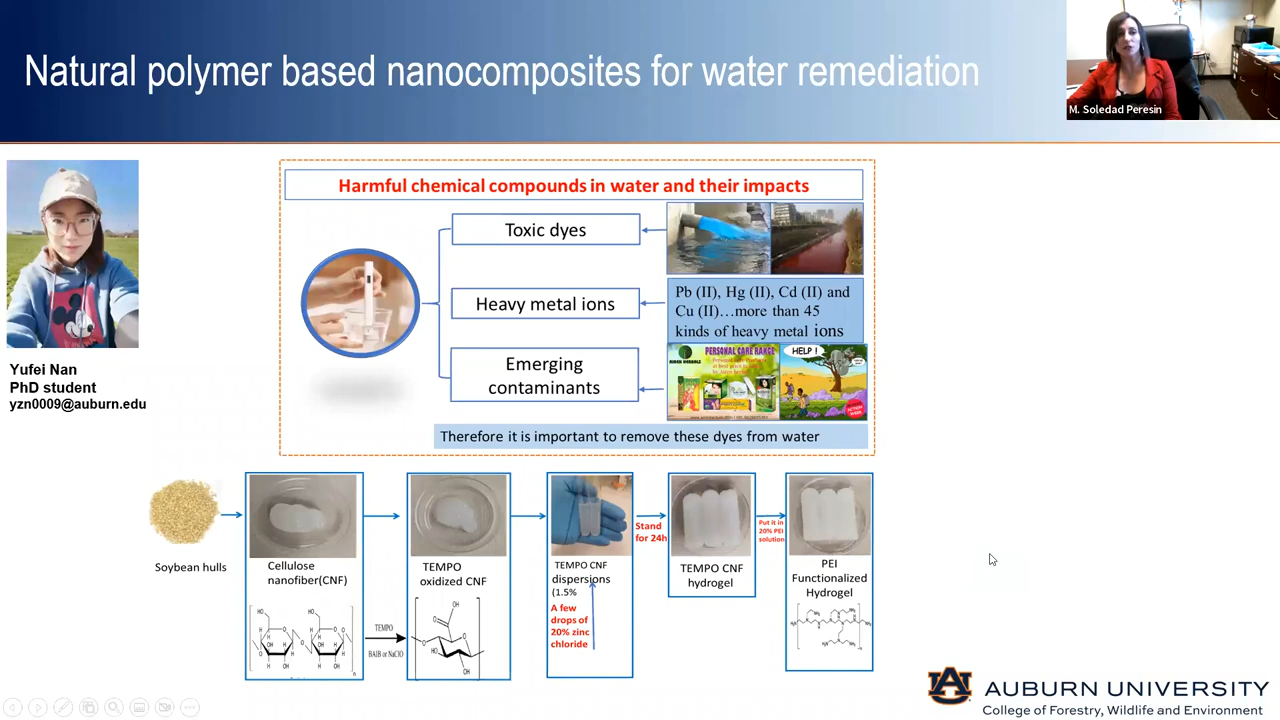 Natural polymer based nanocomposites for water remediation
M. Soledad Peresin
Yufei Nan
PhD student
yzn0009@auburn.edu
Harmful chemical compounds in water and their impacts
Toxic dyes
Heavy metal ions
Pb (II), Hg (II), Cd (II) and
Cu (II)...more than 45
kinds of heavy metal ions
Emerging
contaminants
PERSONAL CARE RANGE
HELP !
Therefore it is important to remove these dyes from water
Soybean hulls
Cellulose
nanofiber(CNF)
TEMPO
oxidized CNF
TEMPO CNF
dispersions
(1.5%
A few
drops of
20% zinc
chloride
Stand
for 24h
TEMPO CNF
hydrogel
Put it in
20% PEI
solution
PEI
Functionalized
Hydrogel
TEMPO
BAIB or NaClO
AUBURN UNIVERSITY
College of Forestry, Wildlife and Environment